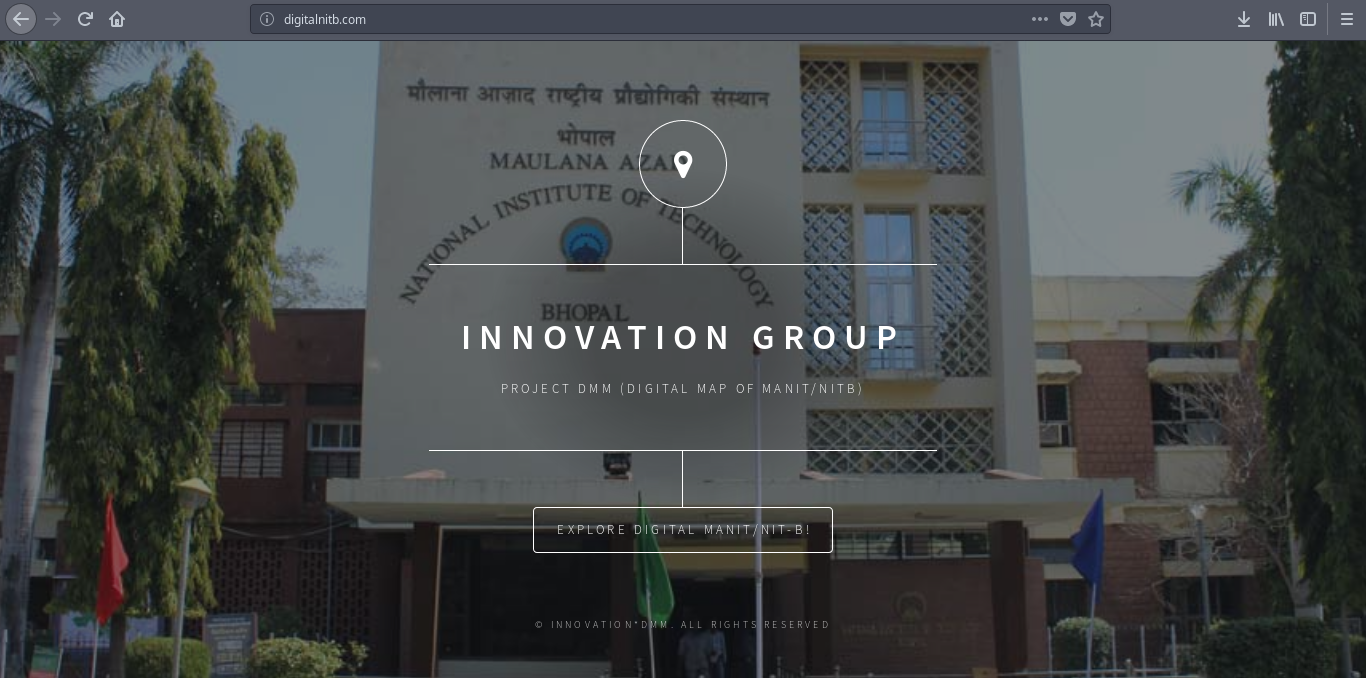 digitalnitb.com
मौलाना आज़ाद राष्ट्रीय प्रौद्योगिकी संस्थान
भोपाल
MAULANA AZAD
NATIONAL INSTITUTE OF TECHNOLOGY
BHOPAL
INNOVATION GROUP
PROJECT DMM (DIGITAL MAP OF MANIT/NITB)
EXPLORE DIGITAL MANIT/NIT-B!
© INNOVATION*DMM. ALL RIGHTS RESERVED